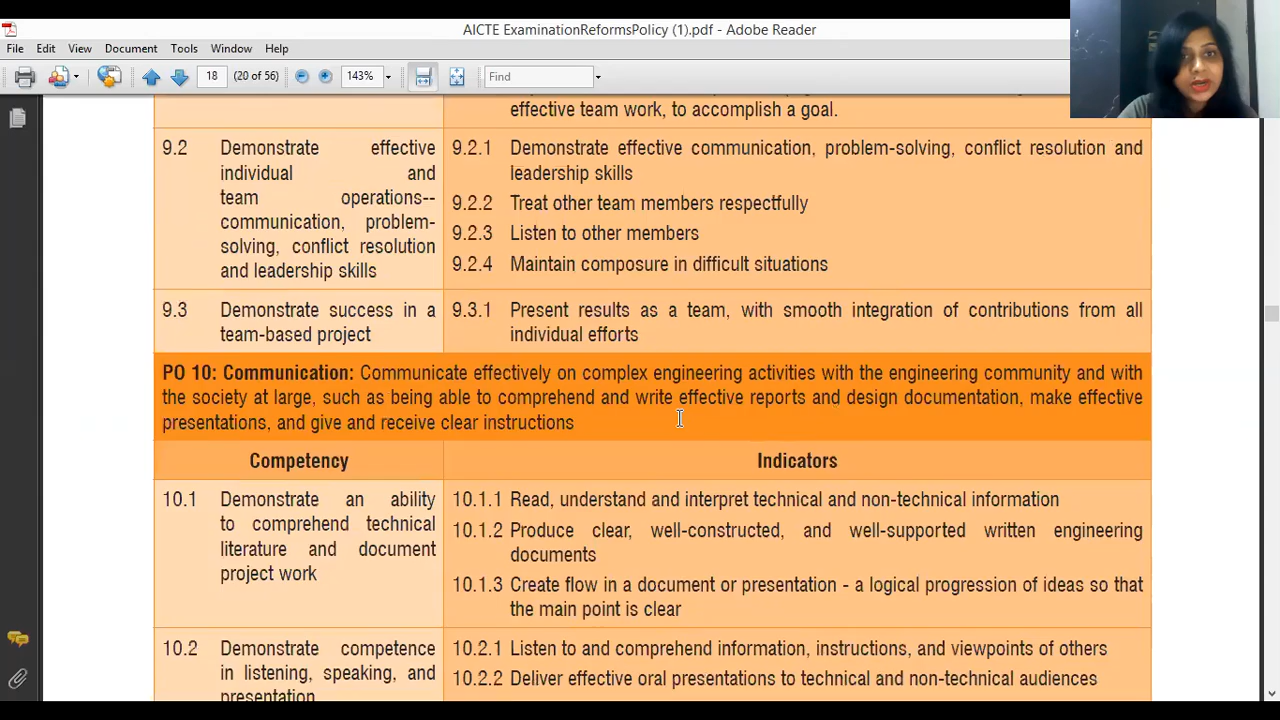 AICTE ExaminationReformsPolicy (1).pdf - Adobe Reader
File Edit View Document Tools Window Help
18 (20 of 56) 143% Find
effective team work, to accomplish a goal.
9.2 Demonstrate effective
individual and
team operations--
communication, problem-
solving, conflict resolution
and leadership skills
9.2.1 Demonstrate effective communication, problem-solving, conflict resolution and
leadership skills
9.2.2 Treat other team members respectfully
9.2.3 Listen to other members
9.2.4 Maintain composure in difficult situations
9.3 Demonstrate success in a
team-based project
9.3.1 Present results as a team, with smooth integration of contributions from all
individual efforts
PO 10: Communication: Communicate effectively on complex engineering activities with the engineering community and with
the society at large, such as being able to comprehend and write effective reports and design documentation, make effective
presentations, and give and receive clear instructions
Competency Indicators
10.1 Demonstrate an ability
to comprehend technical
literature and document
project work
10.1.1 Read, understand and interpret technical and non-technical information
10.1.2 Produce clear, well-constructed, and well-supported written engineering
documents
10.1.3 Create flow in a document or presentation - a logical progression of ideas so that
the main point is clear
10.2 Demonstrate competence
in listening, speaking, and
presentation
10.2.1 Listen to and comprehend information, instructions, and viewpoints of others
10.2.2 Deliver effective oral presentations to technical and non-technical audiences